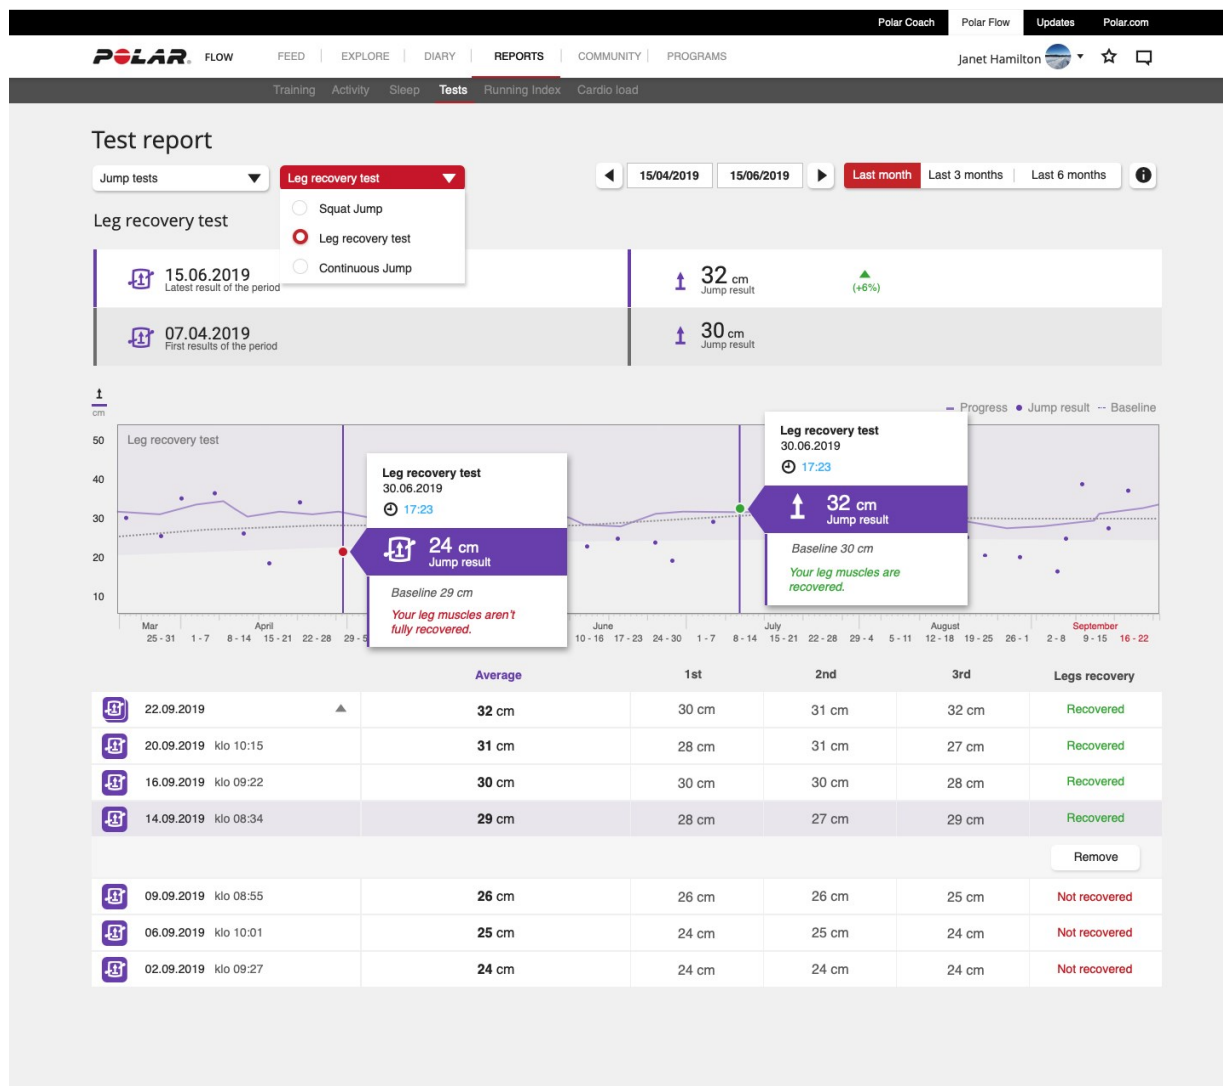 Polar Coach Polar Flow Updates Polar.com
POLAR. FLOW FEED EXPLORE DIARY REPORTS COMMUNITY PROGRAMS Janet Hamilton
Training Activity Sleep Tests Running Index Cardio load
Test report
Jump tests Leg recovery test 15/04/2019 15/06/2019 Last month Last 3 months Last 6 months
Squat Jump
Leg recovery test
Continuous Jump
Leg recovery test
15.06.2019
Latest result of the period
32 cm
Jump result
(+6%)
07.04.2019
First results of the period
30 cm
Jump result
cm
Progress Jump result Baseline
50
40
30
20
10
Leg recovery test
Leg recovery test
30.06.2019
17:23
24 cm
Jump result
Baseline 29 cm
Your leg muscles aren't
fully recovered.
Leg recovery test
30.06.2019
17:23
32 cm
Jump result
Baseline 30 cm
Your leg muscles are
recovered.
Mar April June July August September
25 - 31 1 - 7 8 - 14 15 - 21 22 - 28 29 - 5 10 - 16 17 - 23 24 - 30 1 - 7 8 - 14 15 - 21 22 - 28 29 - 4 5 - 11 12 - 18 19 - 25 26 - 1 2 - 8 9 - 15 16 - 22
Average 1st 2nd 3rd Legs recovery
22.09.2019 32 cm 30 cm 31 cm 32 cm Recovered
20.09.2019 klo 10:15 31 cm 28 cm 31 cm 27 cm Recovered
16.09.2019 klo 09:22 30 cm 30 cm 30 cm 28 cm Recovered
14.09.2019 klo 08:34 29 cm 28 cm 27 cm 29 cm Recovered
Remove
09.09.2019 klo 08:55 26 cm 26 cm 26 cm 25 cm Not recovered
06.09.2019 klo 10:01 25 cm 24 cm 25 cm 24 cm Not recovered
02.09.2019 klo 09:27 24 cm 24 cm 24 cm 24 cm Not recovered